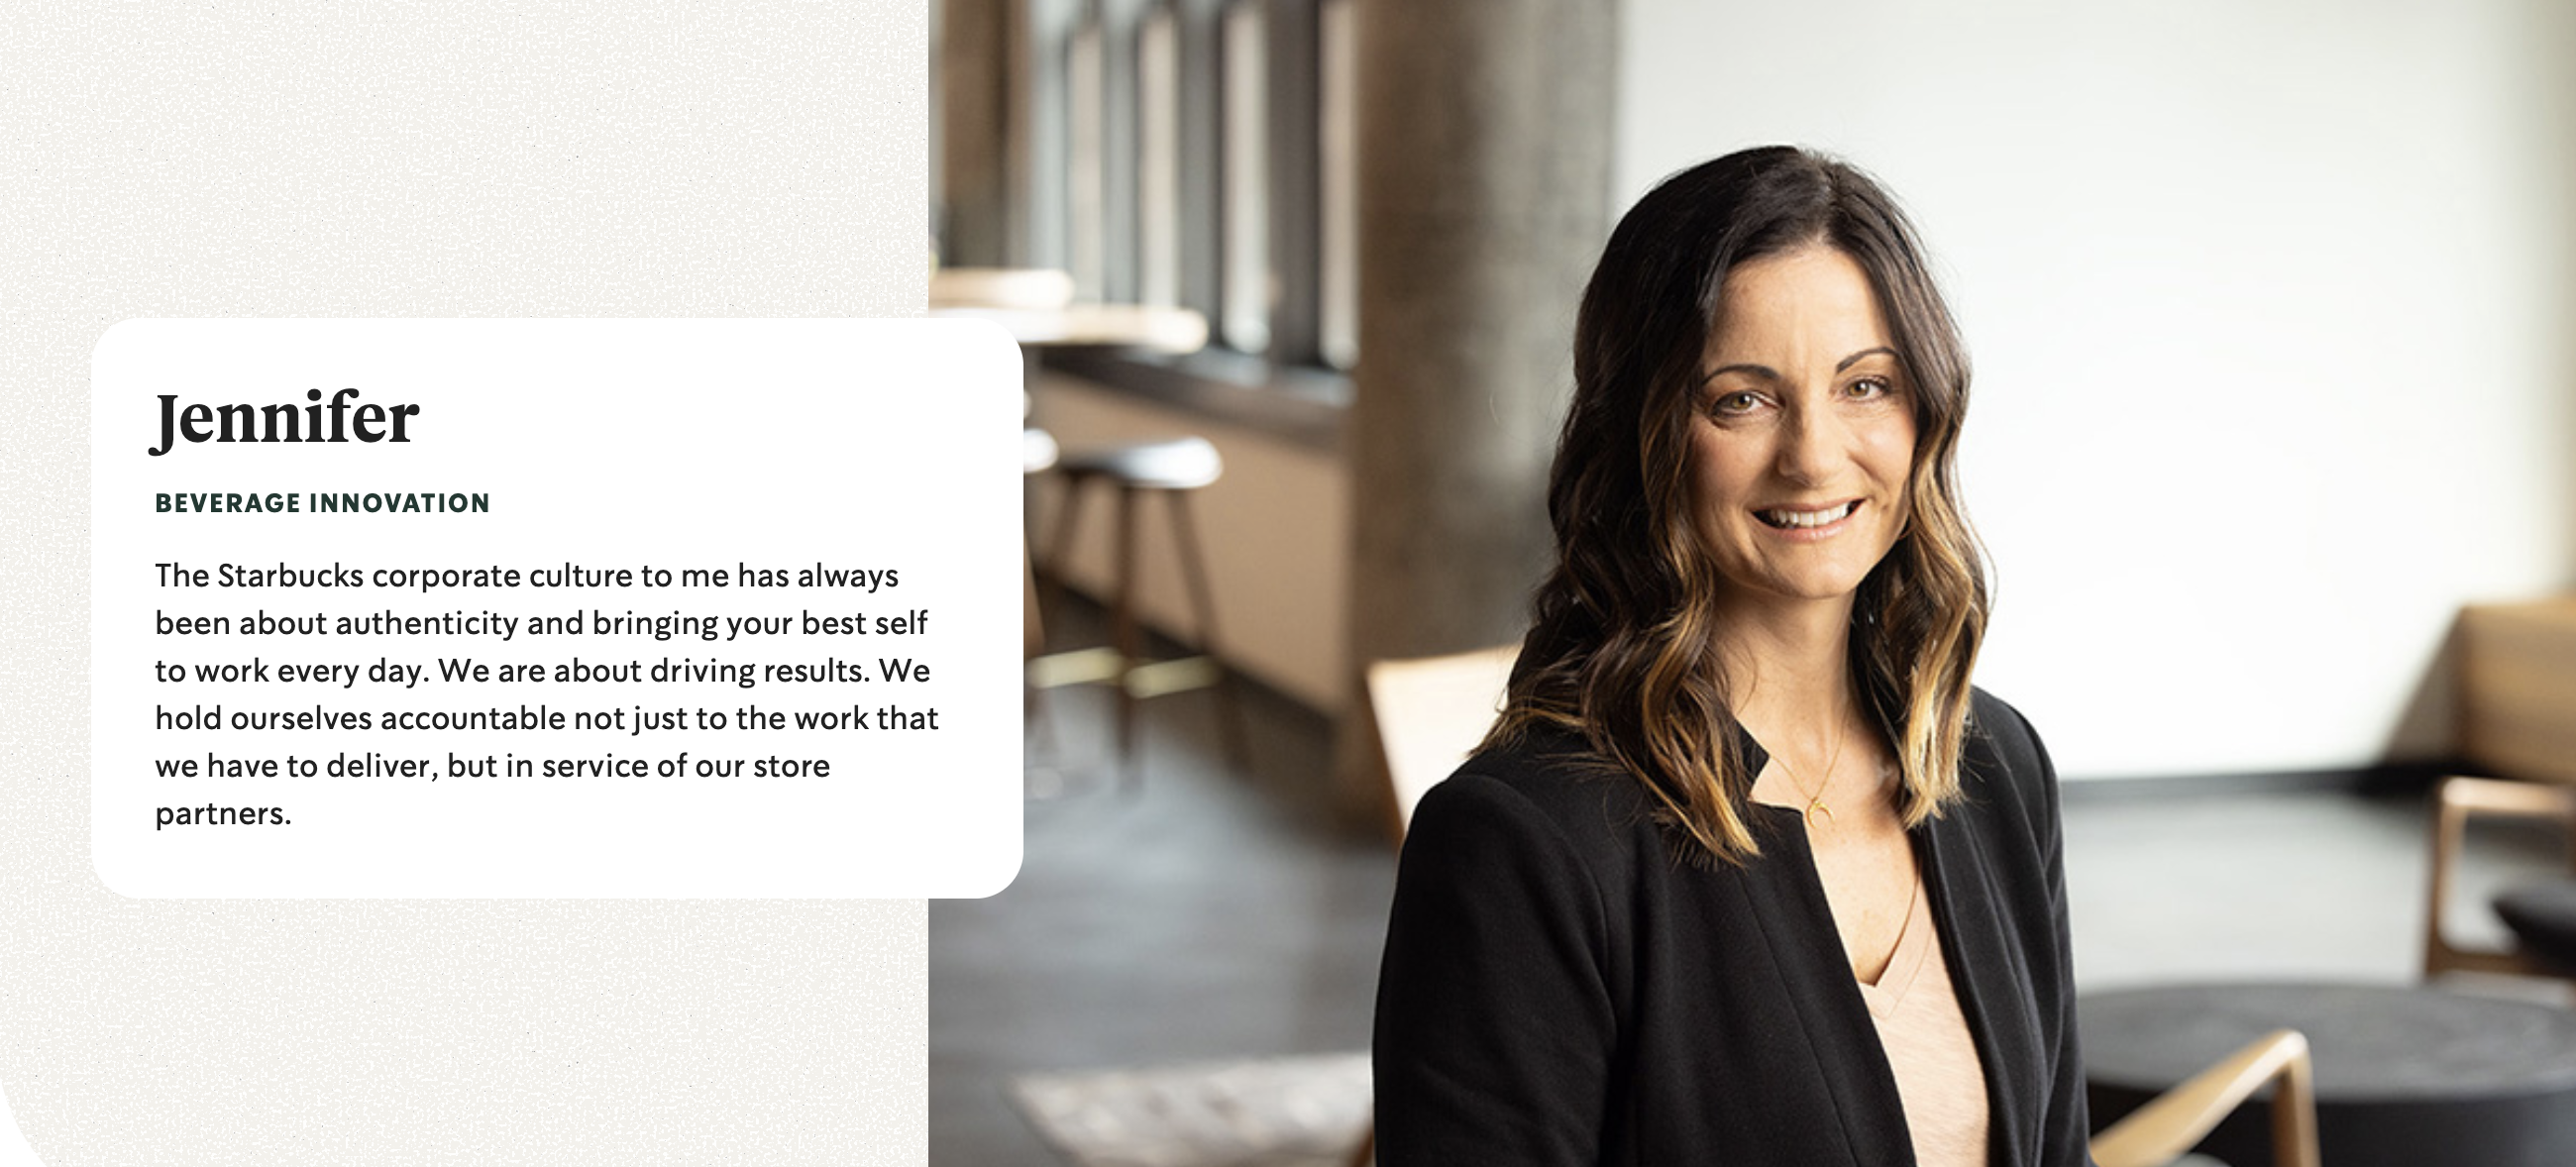 Jennifer
BEVERAGE INNOVATION
The Starbucks corporate culture to me has always
been about authenticity and bringing your best self
to work every day. We are about driving results. We
hold ourselves accountable not just to the work that
we have to deliver, but in service of our store
partners.